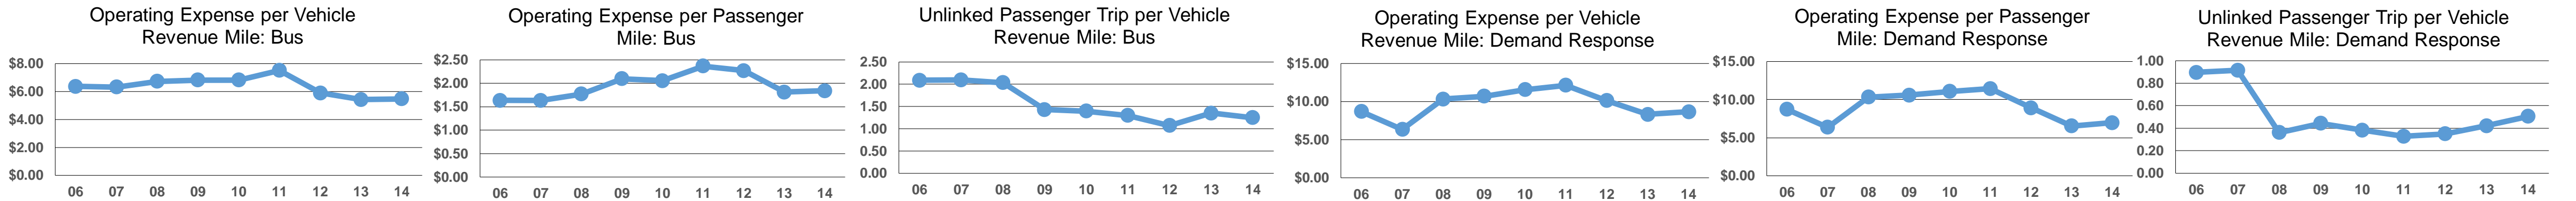 Operating Expense per Vehicle
Revenue Mile: Bus
$8.00
$6.00
$4.00
$2.00
$0.00
06 07 08 09 10 11 12 13 14
Operating Expense per Passenger
Mile: Bus
$2.50
$2.00
$1.50
$1.00
$0.50
$0.00
06 07 08 09 10 11 12 13 14
Unlinked Passenger Trip per Vehicle
Revenue Mile: Bus
2.50
2.00
1.50
1.00
0.50
0.00
06 07 08 09 10 11 12 13 14
Operating Expense per Vehicle
Revenue Mile: Demand Response
$15.00
$10.00
$5.00
$0.00
06 07 08 09 10 11 12 13 14
Operating Expense per Passenger
Mile: Demand Response
$15.00
$10.00
$5.00
$0.00
06 07 08 09 10 11 12 13 14
Unlinked Passenger Trip per Vehicle
Revenue Mile: Demand Response
1.00
0.80
0.60
0.40
0.20
0.00
06 07 08 09 10 11 12 13 14